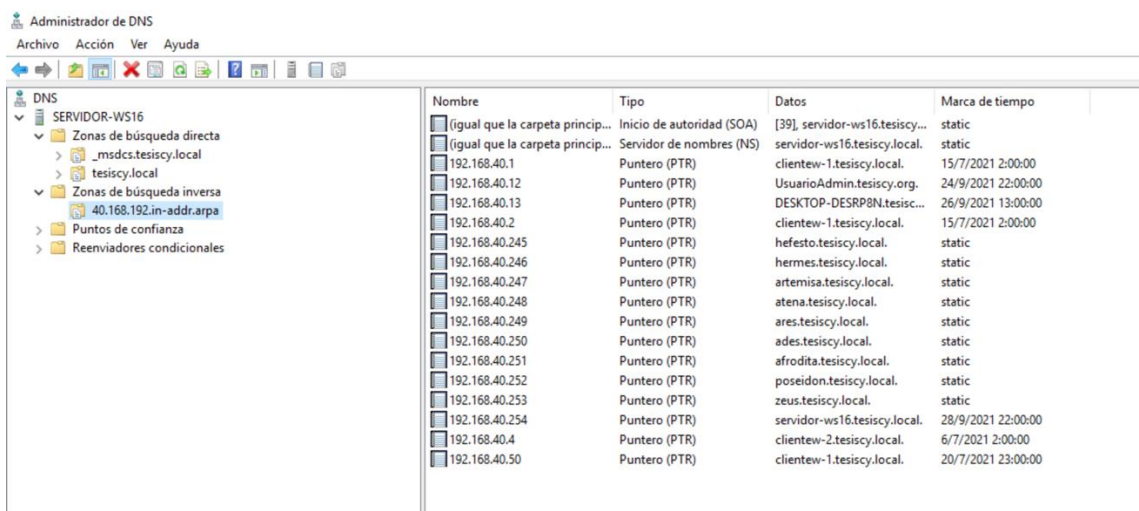 Administrador de DNS
Archivo Acción Ver Ayuda
DNS
SERVIDOR-WS16
Zonas de búsqueda directa
_msdcs.tesiscy.local
tesiscy.local
Zonas de búsqueda inversa
40.168.192.in-addr.arpa
Puntos de confianza
Reenviadores condicionales
Nombre Tipo Datos Marca de tiempo
(igual que la carpeta princip... Inicio de autoridad (SOA) [39], servidor-ws16.tesiscy... static
(igual que la carpeta princip... Servidor de nombres (NS) servidor-ws16.tesiscy.local. static
192.168.40.1 Puntero (PTR) clientew-1.tesiscy.local. 15/7/2021 2:00:00
192.168.40.12 Puntero (PTR) UsuarioAdmin.tesiscy.org. 24/9/2021 22:00:00
192.168.40.13 Puntero (PTR) DESKTOP-DESRP8N.tesisc... 26/9/2021 13:00:00
192.168.40.2 Puntero (PTR) clientew-1.tesiscy.local. 15/7/2021 2:00:00
192.168.40.245 Puntero (PTR) hefesto.tesiscy.local. static
192.168.40.246 Puntero (PTR) hermes.tesiscy.local. static
192.168.40.247 Puntero (PTR) artemisa.tesiscy.local. static
192.168.40.248 Puntero (PTR) atena.tesiscy.local. static
192.168.40.249 Puntero (PTR) ares.tesiscy.local. static
192.168.40.250 Puntero (PTR) ades.tesiscy.local. static
192.168.40.251 Puntero (PTR) afrodita.tesiscy.local. static
192.168.40.252 Puntero (PTR) poseidon.tesiscy.local. static
192.168.40.253 Puntero (PTR) zeus.tesiscy.local. static
192.168.40.254 Puntero (PTR) servidor-ws16.tesiscy.local. 28/9/2021 22:00:00
192.168.40.4 Puntero (PTR) clientew-2.tesiscy.local. 6/7/2021 2:00:00
192.168.40.50 Puntero (PTR) clientew-1.tesiscy.local. 20/7/2021 23:00:00